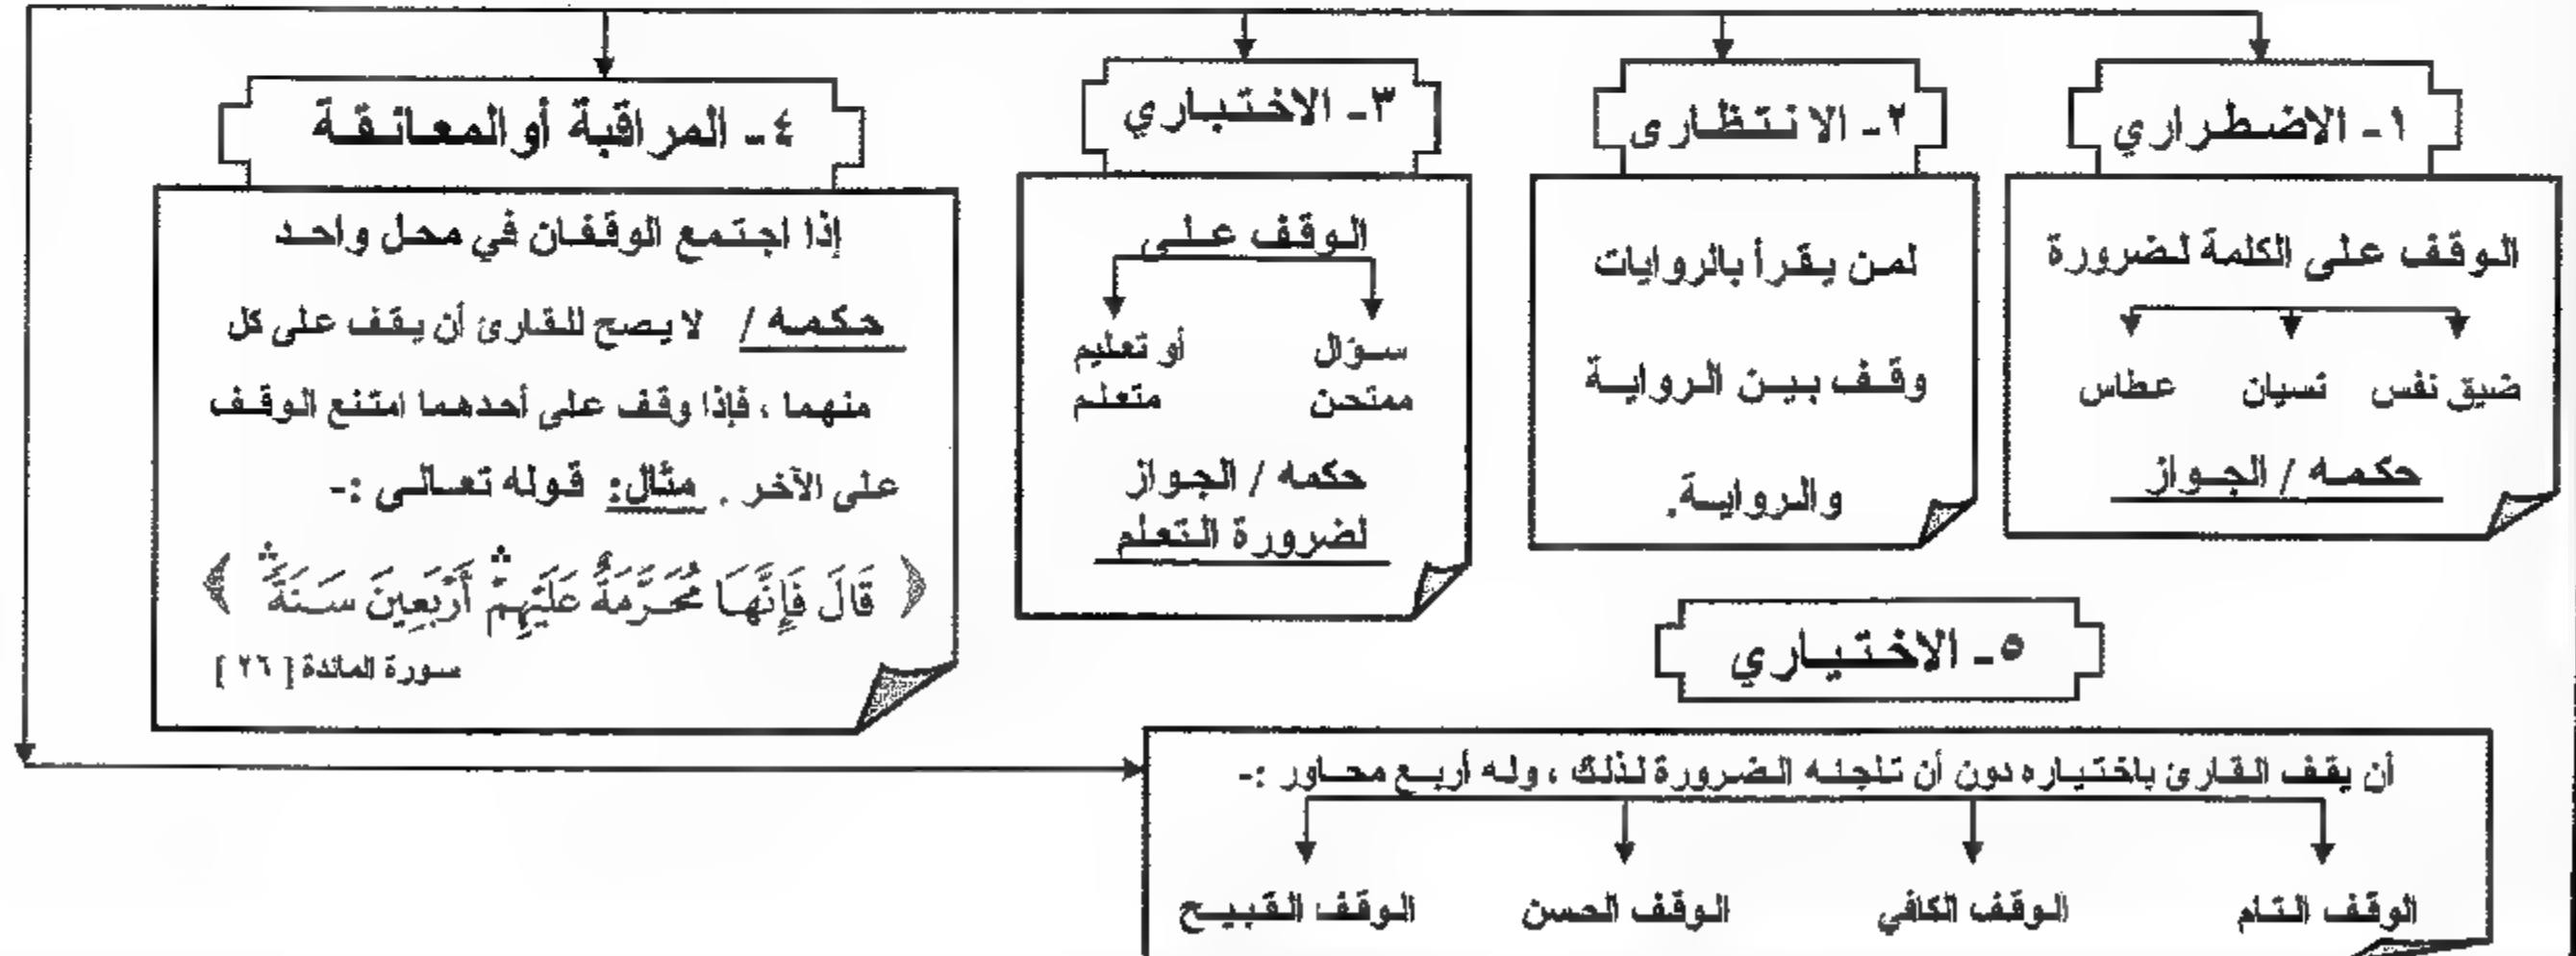 ١- الاضطراري
الوقف على الكلمة لضرورة
ضيق نفس
نسيان
عطاس
حكمه / الجواز
٢- الانتظارى
لمن يقرأ بالروايات
وقف بين الرواية
والرواية.
٣- الاختباري
الوقف على
سؤال
ممتحن
أو تعليم
متعلم
حكمه / الجواز
لضرورة التعلم
٤- المراقبة أو المعانقة
إذا اجتمع الوقفان في محل واحد
حكمه / لا يصح للقارئ أن يقف على كل
منهما ، فإذا وقف على أحدهما امتنع الوقف
على الآخر . مثال: قوله تعالى :-
﴿ قَالَ فَإِنَّهَا مُحَرَّمَةٌ عَلَيْهِمْ ۛ أَرْبَعِينَ سَنَةً ۛ ﴾
سورة المائدة [ ٢٦ ]
٥- الاختياري
أن يقف القارئ باختياره دون أن تلجئه الضرورة لذلك ، وله أربع محاور :-
الوقف التام
الوقف الكافي
الوقف الحسن
الوقف القبيح